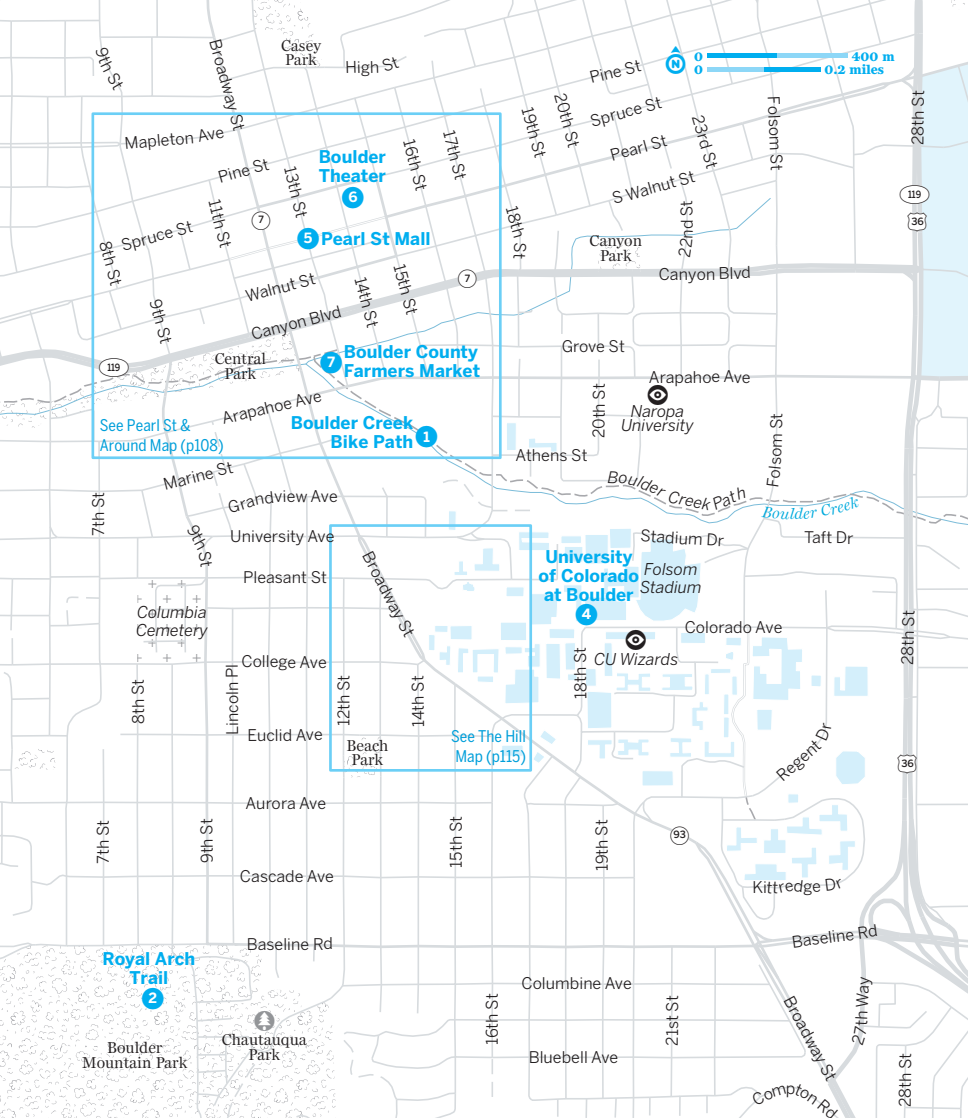 9th St
Broadway St
Casey
Park
High St
Pine St
N
0
400 m
0
0.2 miles
Mapleton Ave
Pine St
13th St
Boulder
Theater
6
16th St
17th St
19th St
20th St
Spruce St
Pearl St
23rd St
Folsom St
28th St
S Walnut St
119
36
8th St
Spruce St
11th St
7
5
Pearl St Mall
18th St
Canyon
Park
22nd St
Walnut St
14th St
15th St
7
Canyon Blvd
9th St
Canyon Blvd
119
Central
Park
7
Boulder County
Farmers Market
Grove St
Arapahoe Ave
Naropa
University
20th St
Arapahoe Ave
See Pearl St &
Around Map (p108)
Boulder Creek
Bike Path
1
Athens St
Folsom St
Marine St
Grandview Ave
Boulder Creek Path
Boulder Creek
7th St
9th St
University Ave
Stadium Dr
Taft Dr
Pleasant St
Broadway St
University
of Colorado
at Boulder
4
Folsom
Stadium
Columbia
Cemetery
Colorado Ave
28th St
College Ave
CU Wizards
18th St
8th St
Lincoln Pl
12th St
14th St
Euclid Ave
Beach
Park
See The Hill
Map (p115)
Regent Dr
36
Aurora Ave
7th St
9th St
15th St
19th St
93
Cascade Ave
Kittredge Dr
Baseline Rd
Baseline Rd
Royal Arch
Trail
2
Columbine Ave
16th St
21st St
Broadway St
27th Way
Boulder
Mountain Park
Chautauqua
Park
Bluebell Ave
28th St
Compton Rd